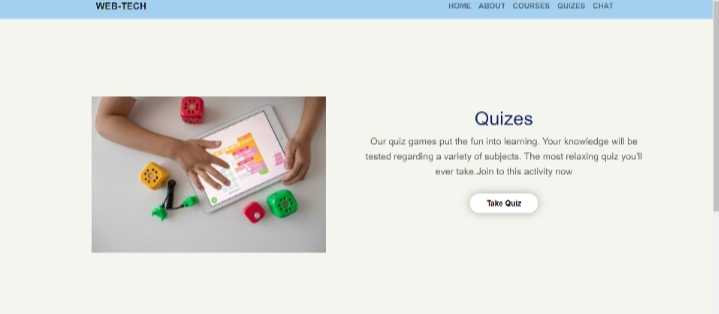 WEB-TECH
HOME ABOUT COURSES QUIZES CHAT
Quizes
Our quiz games put the fun into learning. Your knowledge will be
tested regarding a variety of subjects. The most relaxing quiz you'll
ever take.Join to this activity now
Take Quiz